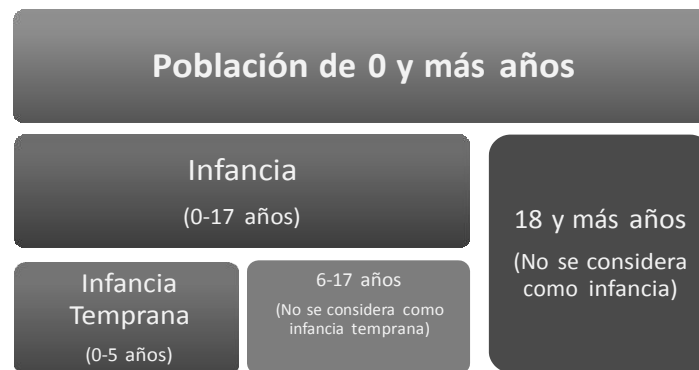 Población de 0 y más años
Infancia
(0-17 años)
18 y más años
(No se considera
como infancia)
Infancia
Temprana
(0-5 años)
6-17 años
(No se considera como
infancia temprana)